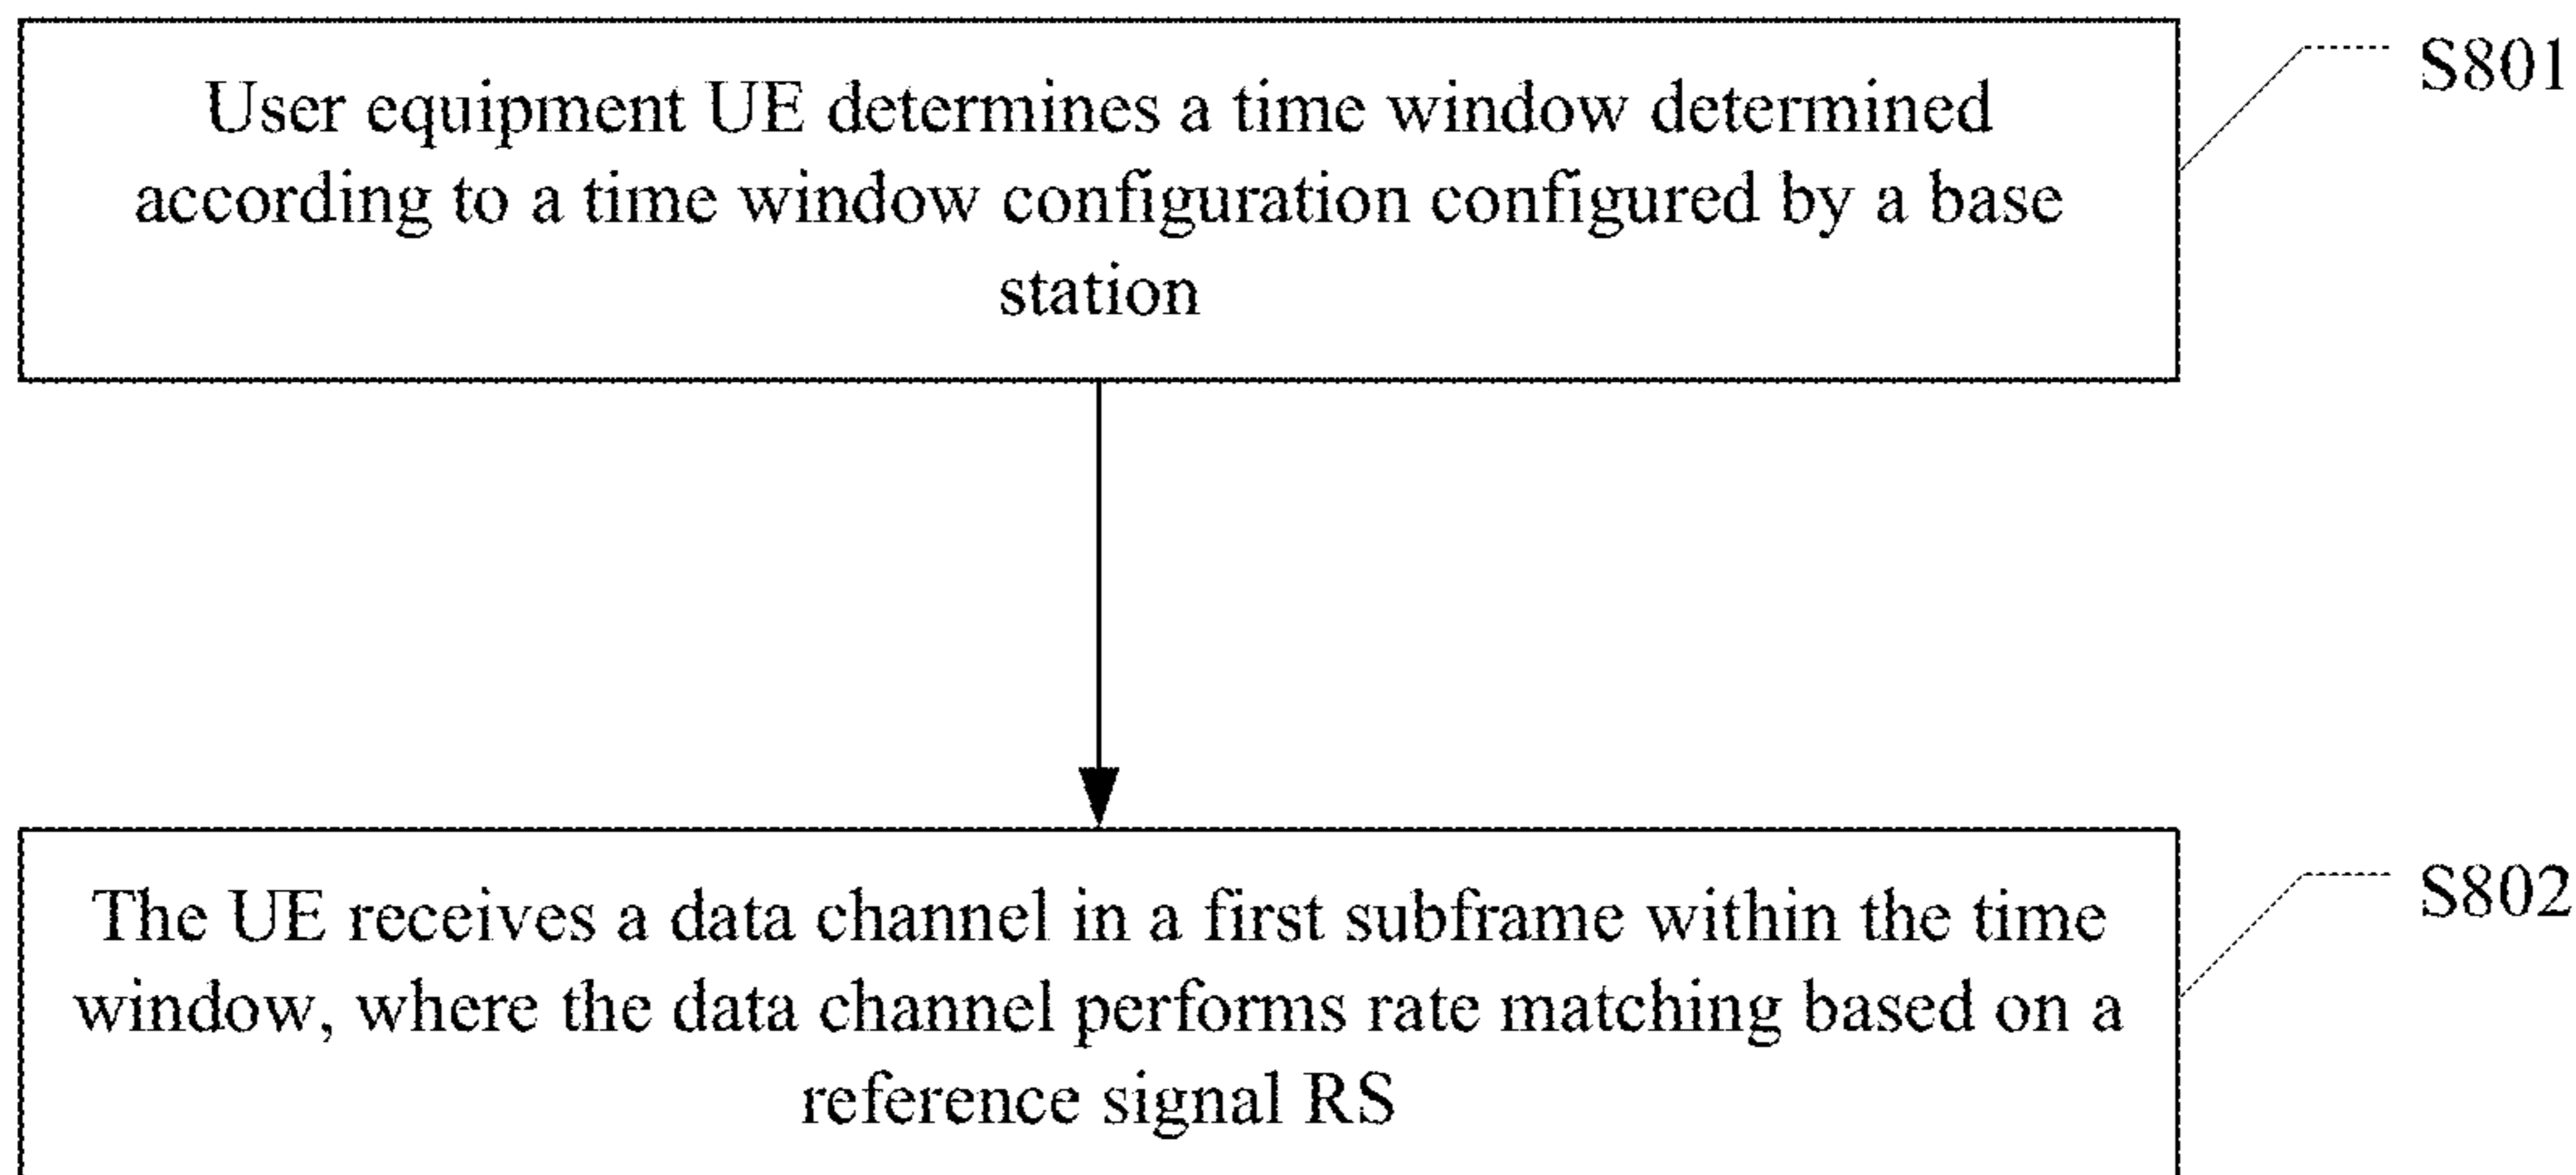 User equipment UE determines a time window determined
according to a time window configuration configured by a base
station
S801
The UE receives a data channel in a first subframe within the time
window, where the data channel performs rate matching based on a
reference signal RS
S802